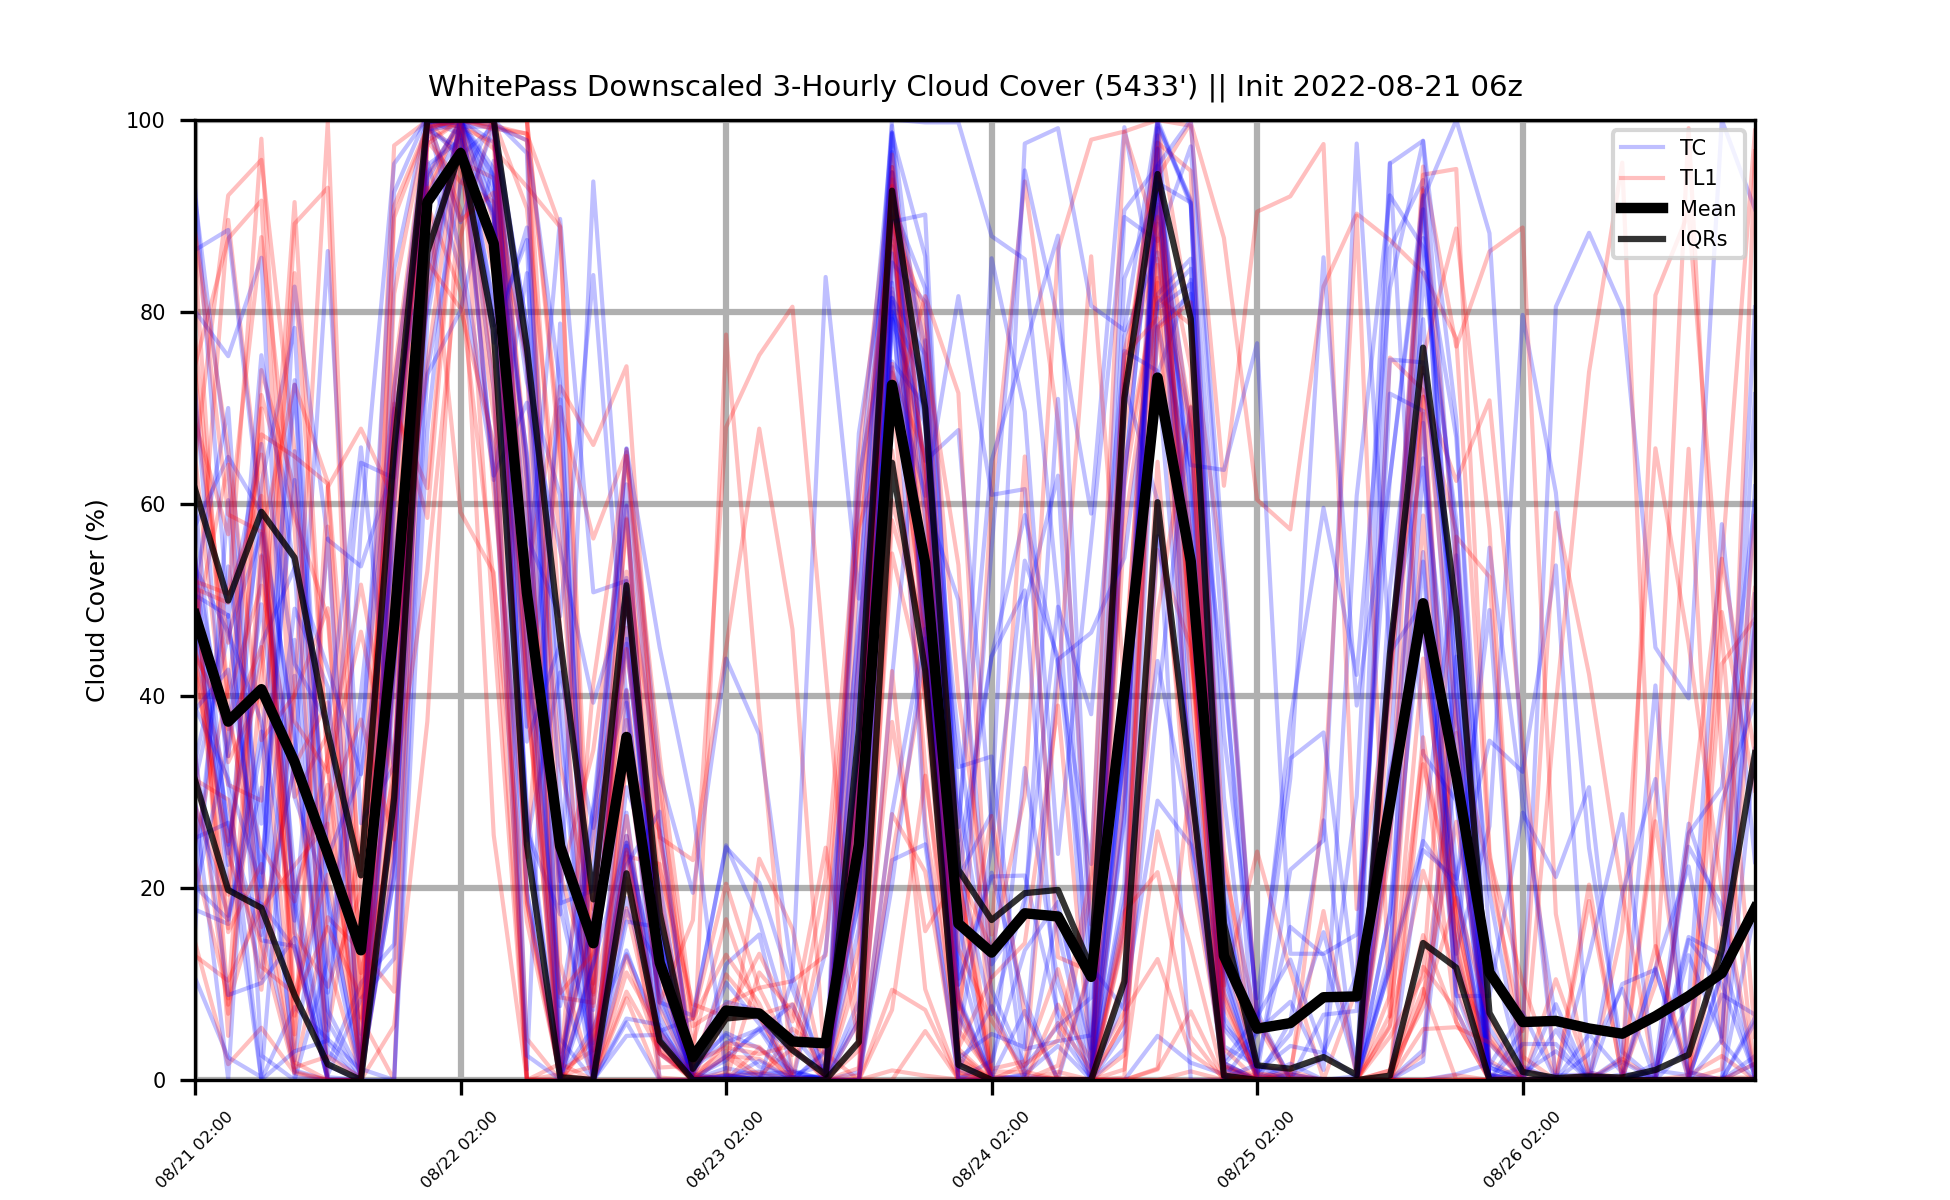 WhitePass Downscaled 3-Hourly Cloud Cover (5433') || Init 2022-08-21 06z
TC
TL1
Mean
IQRs
Cloud Cover (%)
100
80
60
40
20
0
08/21 02:00
08/22 02:00
08/23 02:00
08/24 02:00
08/25 02:00
08/26 02:00